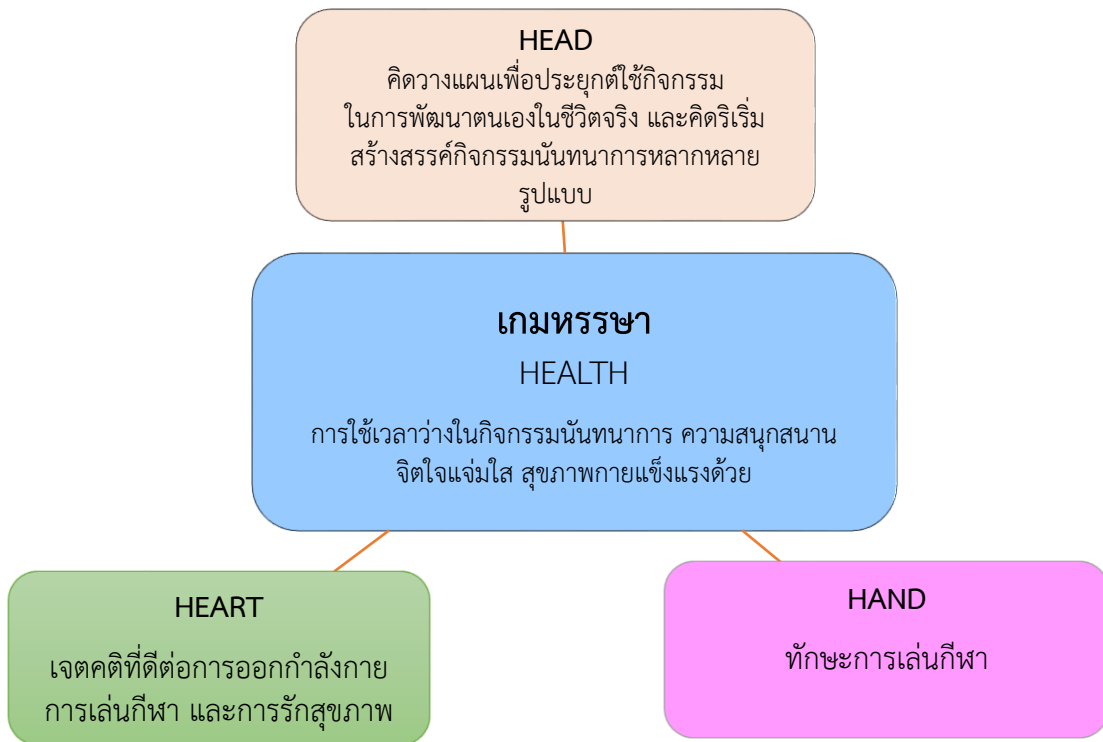 HEAD
คิดวางแผนเพื่อประยุกต์ใช้กิจกรรม
ในการพัฒนาตนเองในชีวิตจริง และคิดริเริ่ม
สร้างสรรค์กิจกรรมนันทนาการหลากหลาย
รูปแบบ
เกมหรรษา
HEALTH
การใช้เวลาว่างในกิจกรรมนันทนาการ ความสนุกสนาน
จิตใจแจ่มใส สุขภาพกายแข็งแรงด้วย
HEART
เจตคติที่ดีต่อการออกกำลังกาย
การเล่นกีฬา และการรักสุขภาพ
HAND
ทักษะการเล่นกีฬา